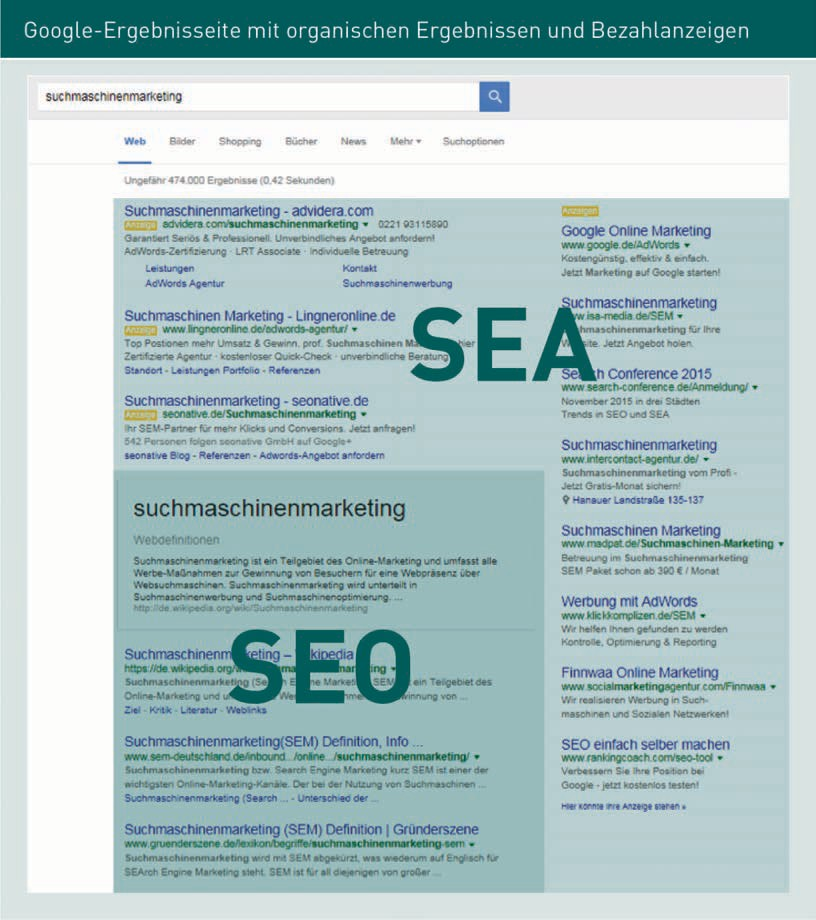 Google-Ergebnisseite mit organischen Ergebnissen und Bezahlanzeigen
suchmaschinenmarketing
Web Bilder Shopping Bücher News Mehr Suchoptionen
Ungefähr 474.000 Ergebnisse (0,42 Sekunden)
Suchmaschinenmarketing - advidera.com
Anzeige advidera.com/suchmaschinenmarketing 0221 93115890
Garantiert Seriös & Professionell. Unverbindliches Angebot anfordern!
AdWords-Zertifizierung · LRT Associate · Individuelle Betreuung
Leistungen Kontakt
AdWords Agentur Suchmaschinenwerbung
Suchmaschinen Marketing - Lingneronline.de
Anzeige www.lingneronline.de/adwords-agentur/
Top Postionen mehr Umsatz & Gewinn, prof. Suchmaschinen hier
Zertifizierte Agentur · kostenloser Quick-Check · unverbindliche Beratung
Standort - Leistungen Portfolio - Referenzen
Suchmaschinenmarketing - seonative.de
Anzeige seonative.de/Suchmaschinenmarketing
Ihr SEM-Partner für mehr Klicks und Conversions. Jetzt anfragen!
542 Personen folgen seonative GmbH auf Google+
seonative Blog - Referenzen - Adwords-Angebot anfordern
SEA
suchmaschinenmarketing
Webdefinitionen
Suchmaschinenmarketing ist ein Teilgebiet des Online-Marketing und umfasst alle
Werbe-Maßnahmen zur Gewinnung von Besuchern für eine Webpräsenz über
Websuchmaschinen. Suchmaschinenmarketing wird unterteilt in
Suchmaschinenwerbung und Suchmaschinenoptimierung. ...
http://de.wikipedia.org/wiki/Suchmaschinenmarketing
SEO
Suchmaschinenmarketing – Wikipedia
https://de.wikipedia.org/
Suchmaschinenmarketing ein Teilgebiet des
Online-Marketing und von ...
Ziel - Kritik - Literatur - Weblinks
Suchmaschinenmarketing(SEM) Definition, Info ...
www.sem-deutschland.de/inbound.../online.../suchmaschinenmarketing/
Suchmaschinenmarketing bzw. Search Engine Marketing kurz SEM ist einer der
wichtigsten Online-Marketing-Kanäle. Der bei der Nutzung von Suchmaschinen ...
Suchmaschinenmarketing (Search ... - Unterschied der ...
Suchmaschinenmarketing (SEM) Definition | Gründerszene
www.gruenderszene.de/lexikon/begriffe/suchmaschinenmarketing-sem
Suchmaschinenmarketing wird mit SEM abgekürzt, was wiederum auf Englisch für
SEArch Engine Marketing steht. SEM ist für all diejenigen von großer ...
Anzeigen
Google Online Marketing
www.google.de/AdWords
Kostengünstig, effektiv & einfach.
Jetzt Marketing auf Google starten!
Suchmaschinenmarketing
www.isa-media.de/SEM
Suchmaschinenmarketing für Ihre
Website. Jetzt Angebot holen.
Search Conference 2015
www.search-conference.de/Anmeldung/
November 2015 in drei Städten
Trends in SEO und SEA
Suchmaschinenmarketing
www.intercontact-agentur.de/
Suchmaschinenmarketing vom Profi -
Jetzt Gratis-Monat sichern!
Hanauer Landstraße 135-137
Suchmaschinen Marketing
www.madpat.de/Suchmaschinen-Marketing
Betreuung im Suchmaschinenmarketing
SEM Paket schon ab 390 € / Monat
Werbung mit AdWords
www.klickkomplizen.de/SEM
Wir helfen Ihnen gefunden zu werden
Kontrolle, Optimierung & Reporting
Finnwaa Online Marketing
www.socialmarketingagentur.com/Finnwaa
Wir realisieren Werbung in Such-
maschinen und Sozialen Netzwerken!
SEO einfach selber machen
www.rankingcoach.com/seo-tool
Verbessern Sie Ihre Position bei
Google - jetzt kostenlos testen!
Hier könnte Ihre Anzeige stehen »